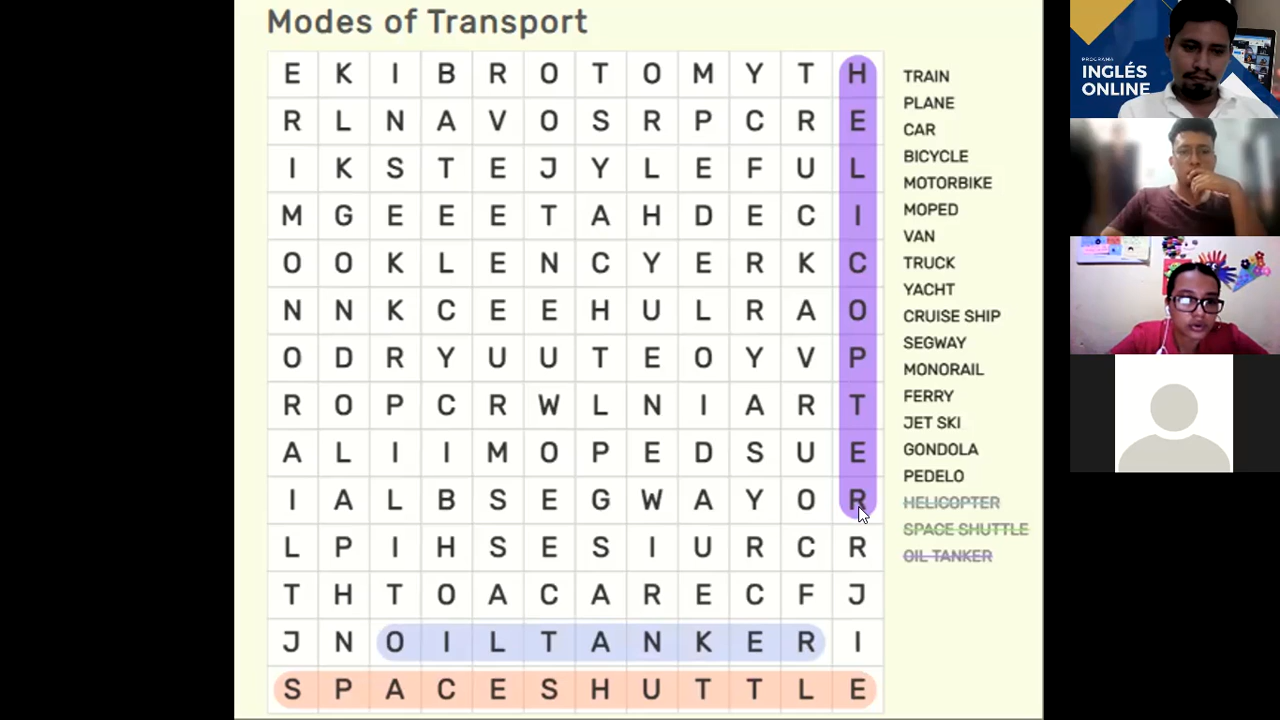 Modes of Transport
E K I B R O T O M Y T H
R L N A V O S R P C R E
I K S T E J Y L E F U L
M G E E E T A H D E C I
O O K L E N C Y E R K C
N N K C E E H U L R A O
O D R Y U U T E O Y V P
R O P C R W L N I A R T
A L I I M O P E D S U E
I A L B S E G W A Y O R
L P I H S E S I U R C R
T H T O A C A R E C F J
J N O I L T A N K E R I
S P A C E S H U T T L E
TRAIN
PLANE
CAR
BICYCLE
MOTORBIKE
MOPED
VAN
TRUCK
YACHT
CRUISE SHIP
SEGWAY
MONORAIL
FERRY
JET SKI
GONDOLA
PEDELO
HELICOPTER
SPACE SHUTTLE
OIL TANKER
PROGRAMA
INGLÉS
ONLINE